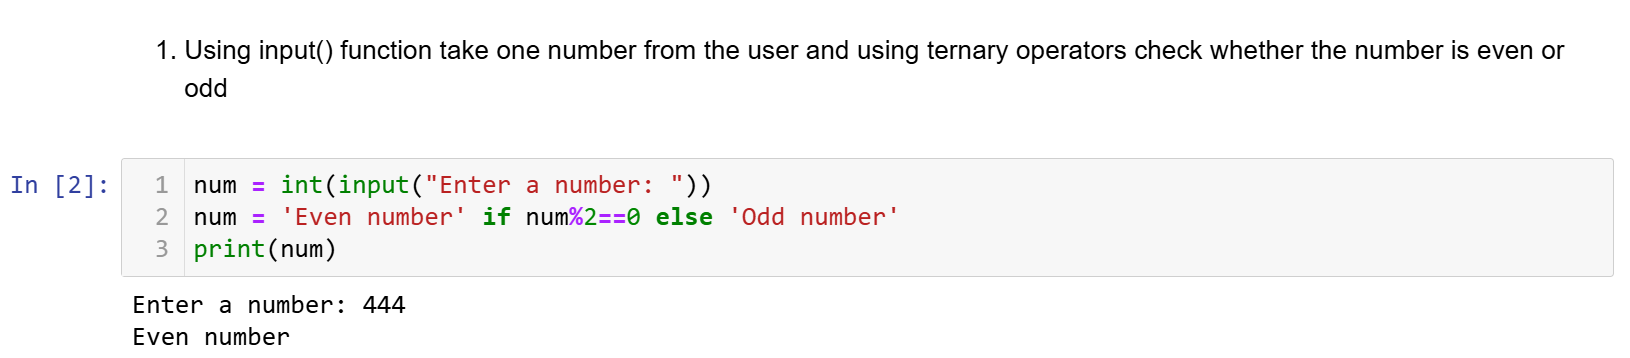 1. Using input() function take one number from the user and using ternary operators check whether the number is even or
odd
In [2]:
1 num = int(input("Enter a number: "))
2 num = 'Even number' if num%2==0 else 'Odd number'
3 print(num)
Enter a number: 444
Even number